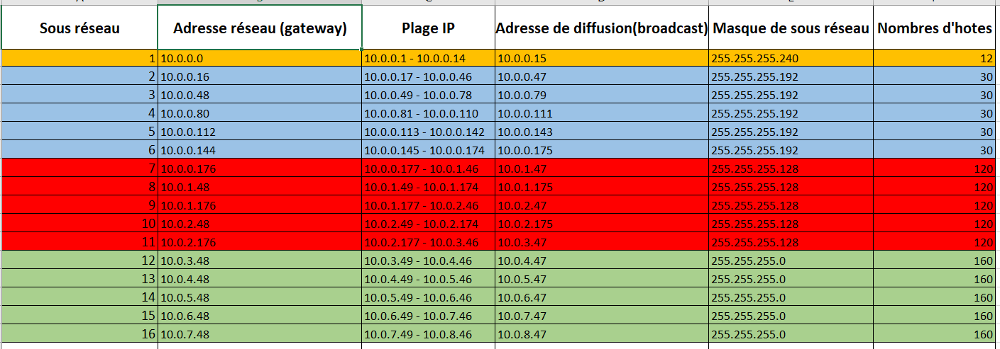 Sous réseau Adresse réseau (gateway) Plage IP Adresse de diffusion(broadcast) Masque de sous réseau Nombres d'hotes
1 10.0.0.0 10.0.0.1 - 10.0.0.14 10.0.0.15 255.255.255.240 12
2 10.0.0.16 10.0.0.17 - 10.0.0.46 10.0.0.47 255.255.255.192 30
3 10.0.0.48 10.0.0.49 - 10.0.0.78 10.0.0.79 255.255.255.192 30
4 10.0.0.80 10.0.0.81 - 10.0.0.110 10.0.0.111 255.255.255.192 30
5 10.0.0.112 10.0.0.113 - 10.0.0.142 10.0.0.143 255.255.255.192 30
6 10.0.0.144 10.0.0.145 - 10.0.0.174 10.0.0.175 255.255.255.192 30
7 10.0.0.176 10.0.0.177 - 10.0.1.46 10.0.1.47 255.255.255.128 120
8 10.0.1.48 10.0.1.49 - 10.0.1.174 10.0.1.175 255.255.255.128 120
9 10.0.1.176 10.0.1.177 - 10.0.2.46 10.0.2.47 255.255.255.128 120
10 10.0.2.48 10.0.2.49 - 10.0.2.174 10.0.2.175 255.255.255.128 120
11 10.0.2.176 10.0.2.177 - 10.0.3.46 10.0.3.47 255.255.255.128 120
12 10.0.3.48 10.0.3.49 - 10.0.4.46 10.0.4.47 255.255.255.0 160
13 10.0.4.48 10.0.4.49 - 10.0.5.46 10.0.5.47 255.255.255.0 160
14 10.0.5.48 10.0.5.49 - 10.0.6.46 10.0.6.47 255.255.255.0 160
15 10.0.6.48 10.0.6.49 - 10.0.7.46 10.0.7.47 255.255.255.0 160
16 10.0.7.48 10.0.7.49 - 10.0.8.46 10.0.8.47 255.255.255.0 160